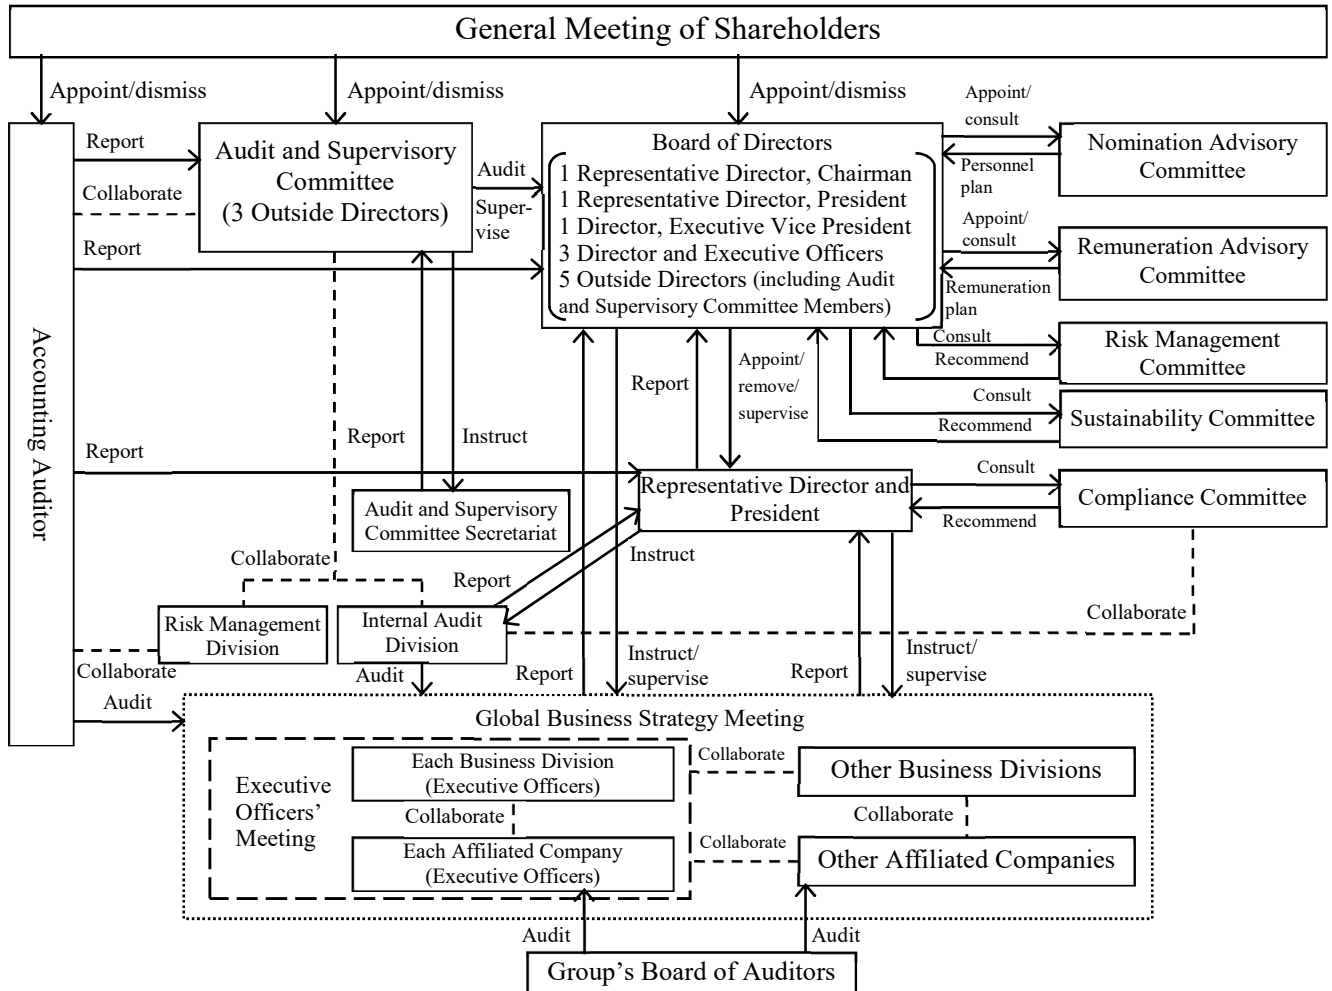 General Meeting of Shareholders
Appoint/dismiss
Appoint/dismiss
Appoint/dismiss
Accounting Auditor
Report
Collaborate
Report
Audit and Supervisory
Committee
(3 Outside Directors)
Audit
Super-
vise
Board of Directors
1 Representative Director, Chairman
1 Representative Director, President
1 Director, Executive Vice President
3 Director and Executive Officers
5 Outside Directors (including Audit
and Supervisory Committee Members)
Appoint/
consult
Personnel
plan
Nomination Advisory
Committee
Appoint/
consult
Remuneration
plan
Remuneration Advisory
Committee
Consult
Recommend
Risk Management
Committee
Consult
Recommend
Sustainability Committee
Report
Appoint/
remove/
supervise
Report
Instruct
Report
Audit and Supervisory
Committee Secretariat
Representative Director and
President
Consult
Recommend
Compliance Committee
Collaborate
Report
Instruct
Collaborate
Risk Management
Division
Internal Audit
Division
Collaborate
Audit
Audit
Report
Instruct/
supervise
Report
Instruct/
supervise
Global Business Strategy Meeting
Executive
Officers’
Meeting
Each Business Division
(Executive Officers)
Collaborate
Each Affiliated Company
(Executive Officers)
Collaborate
Collaborate
Other Business Divisions
Collaborate
Other Affiliated Companies
Audit
Audit
Group’s Board of Auditors